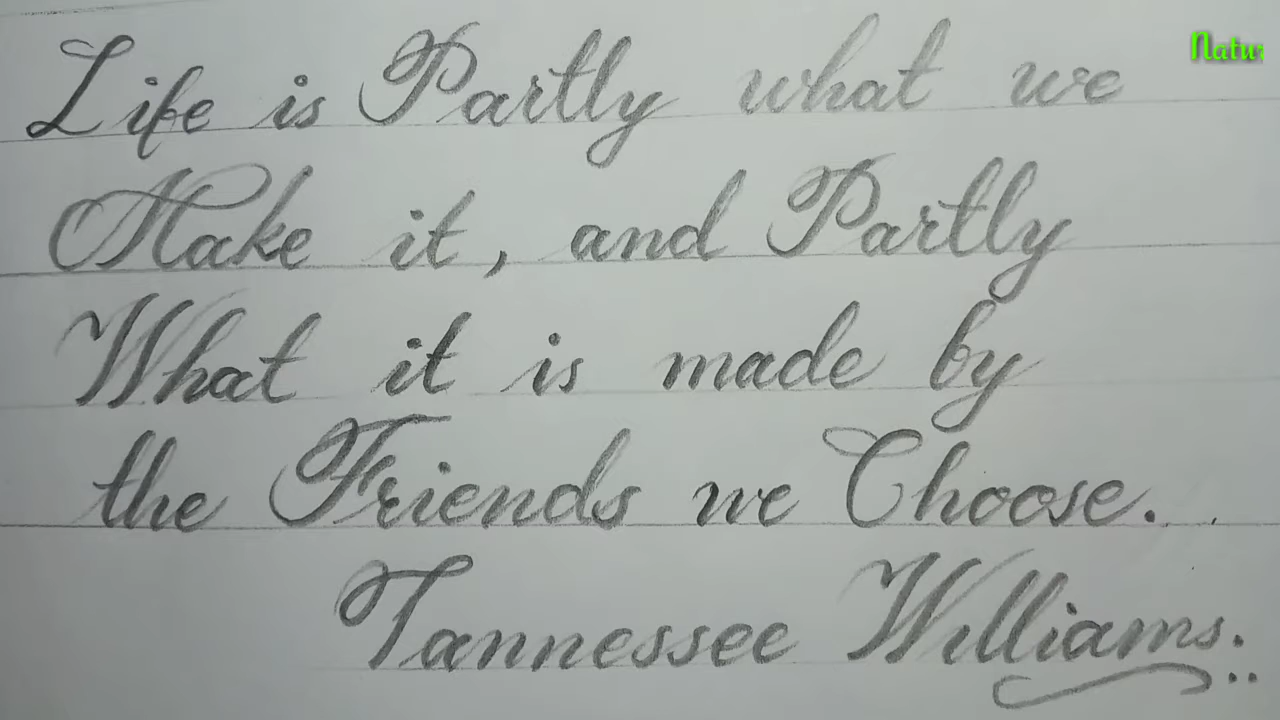 Life is Partly what we
Make it, and Partly
What it is made by
the Friends we Choose.
Tannessee Williams.